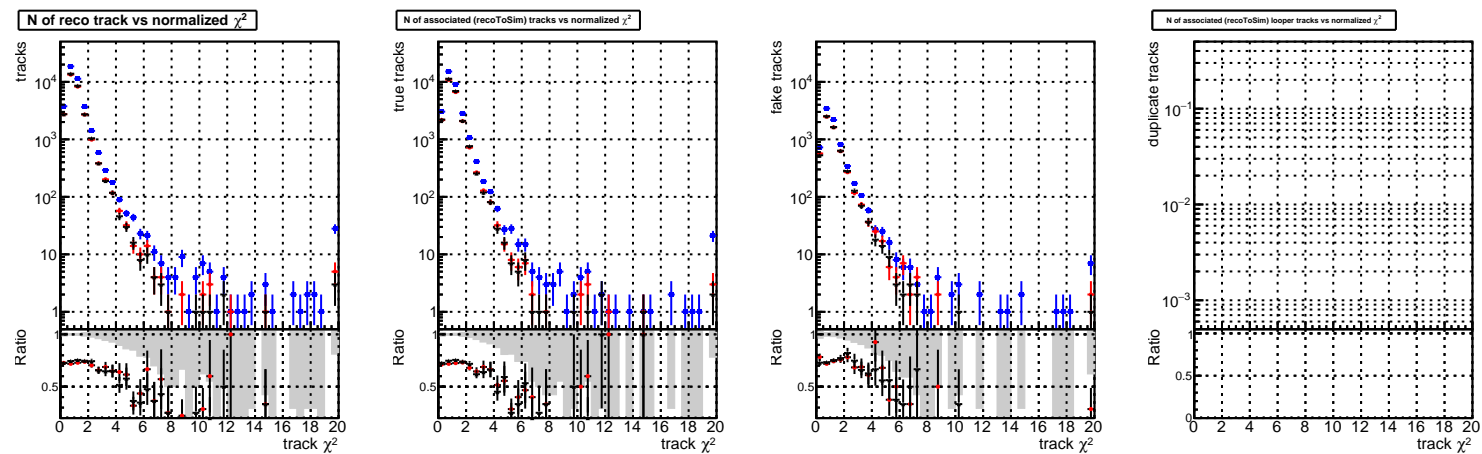 N of reco track vs normalized χ²
tracks
10⁴
10³
10²
10
1
Ratio
1
0.5
0 2 4 6 8 10 12 14 16 18 20
track χ²
N of associated (recoToSim) tracks vs normalized χ²
true tracks
10⁴
10³
10²
10
1
Ratio
1
0.5
0 2 4 6 8 10 12 14 16 18 20
track χ²
fake tracks
10⁴
10³
10²
10
1
Ratio
1
0.5
0 2 4 6 8 10 12 14 16 18 20
track χ²
N of associated (recoToSim) looper tracks vs normalized χ²
duplicate tracks
10⁻¹
10⁻²
10⁻³
Ratio
1
0.5
0
0 2 4 6 8 10 12 14 16 18 20
track χ²